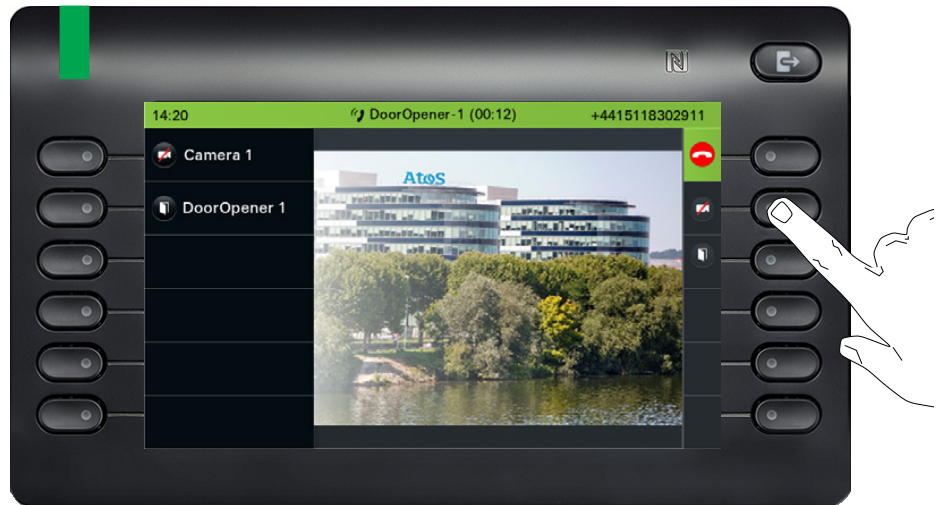 14:20
DoorOpener-1 (00:12)
+4415118302911
Camera 1
AtoS
DoorOpener 1